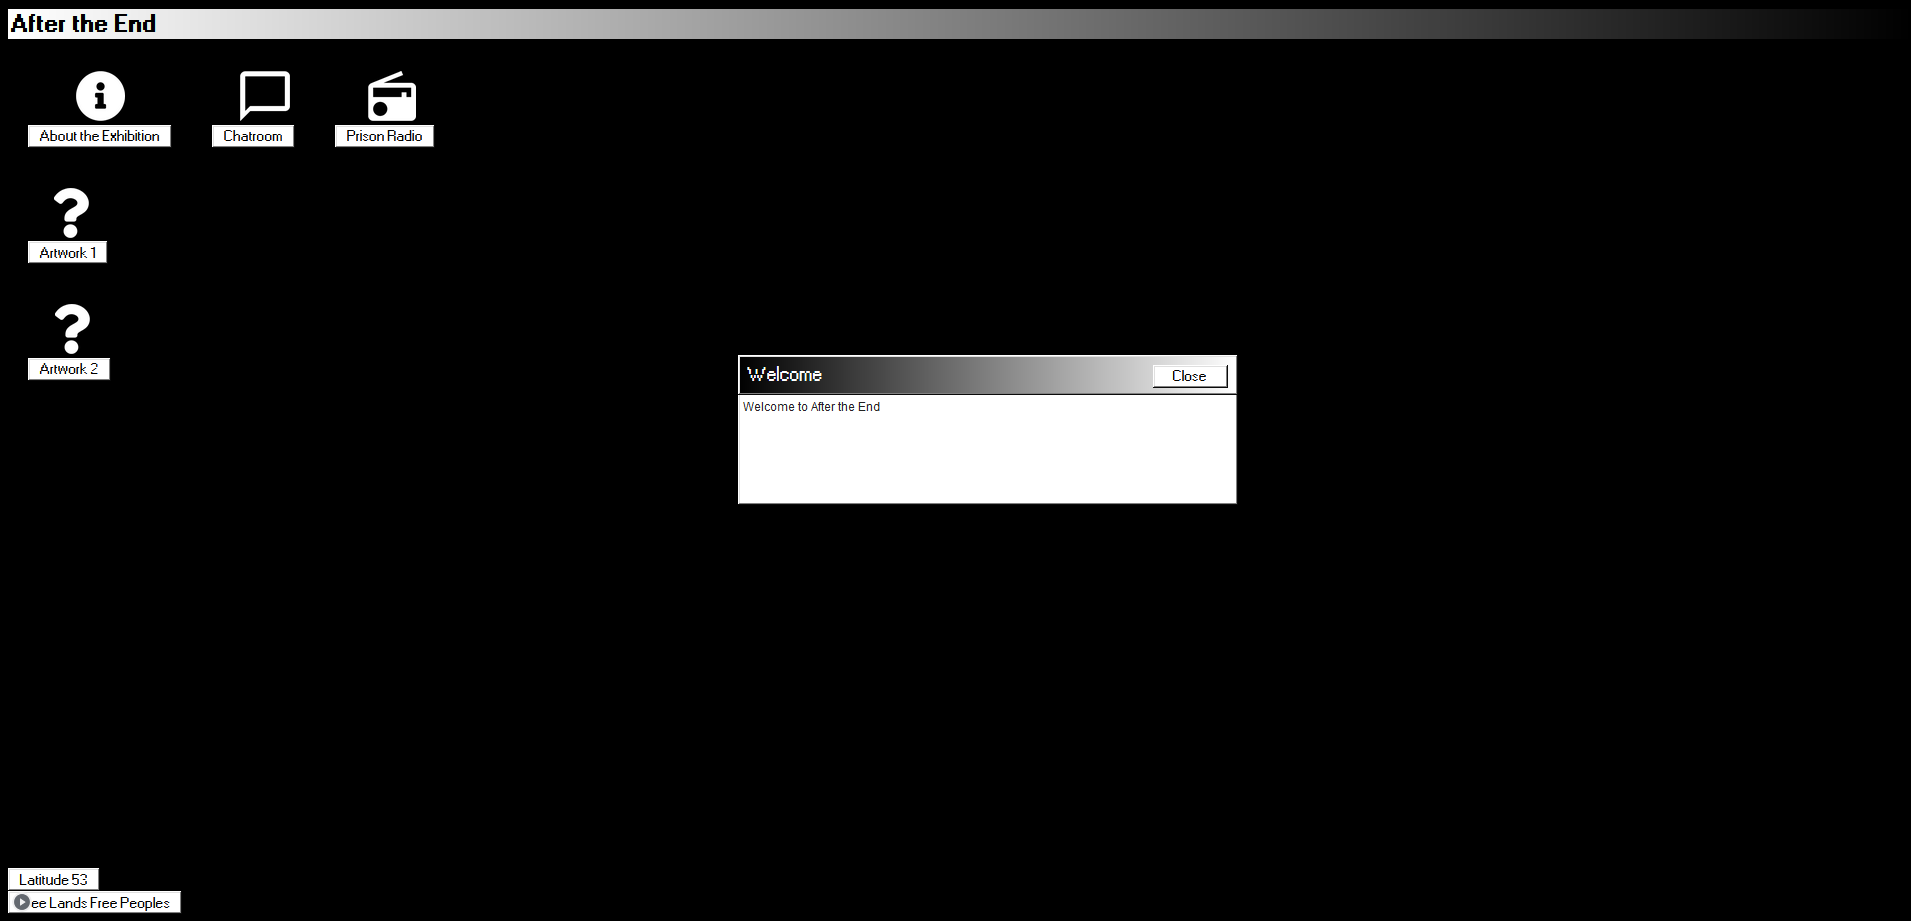 After the End
About the Exhibition
Chatroom
Prison Radio
Artwork 1
Artwork 2
Welcome
Close
Welcome to After the End
Latitude 53
ee Lands Free Peoples